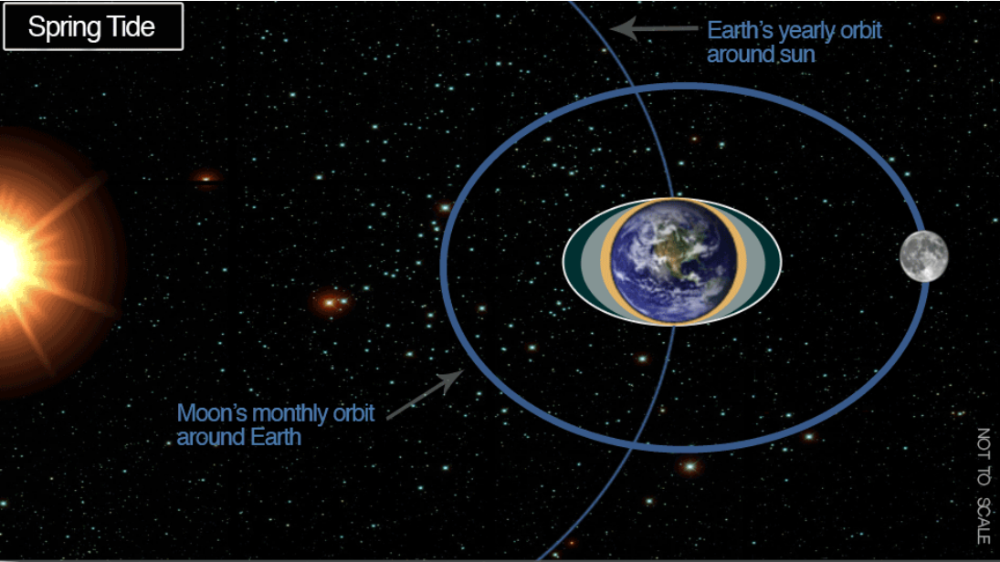 Spring Tide
Earth's yearly orbit
around sun
Moon's monthly orbit
around Earth
NOT TO SCALE